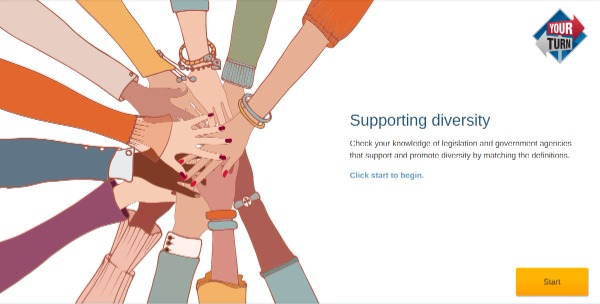 YOUR
TURN
Supporting diversity
Check your knowledge of legislation and government agencies
that support and promote diversity by matching the definitions.
Click start to begin.
Start